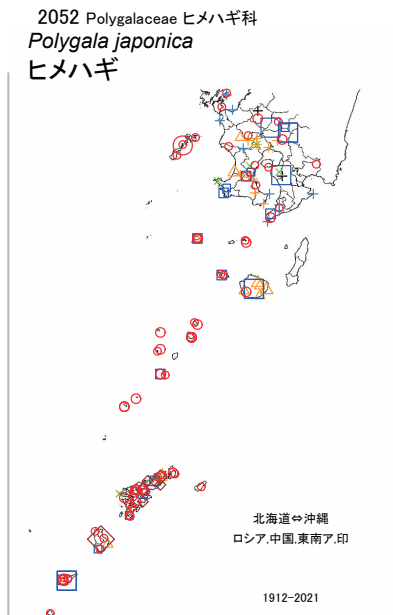 2052 Polygalaceae ヒメハギ科
Polygala japonica
ヒメハギ
北海道⇔沖縄
ロシア,中国,東南ア,印
1912-2021